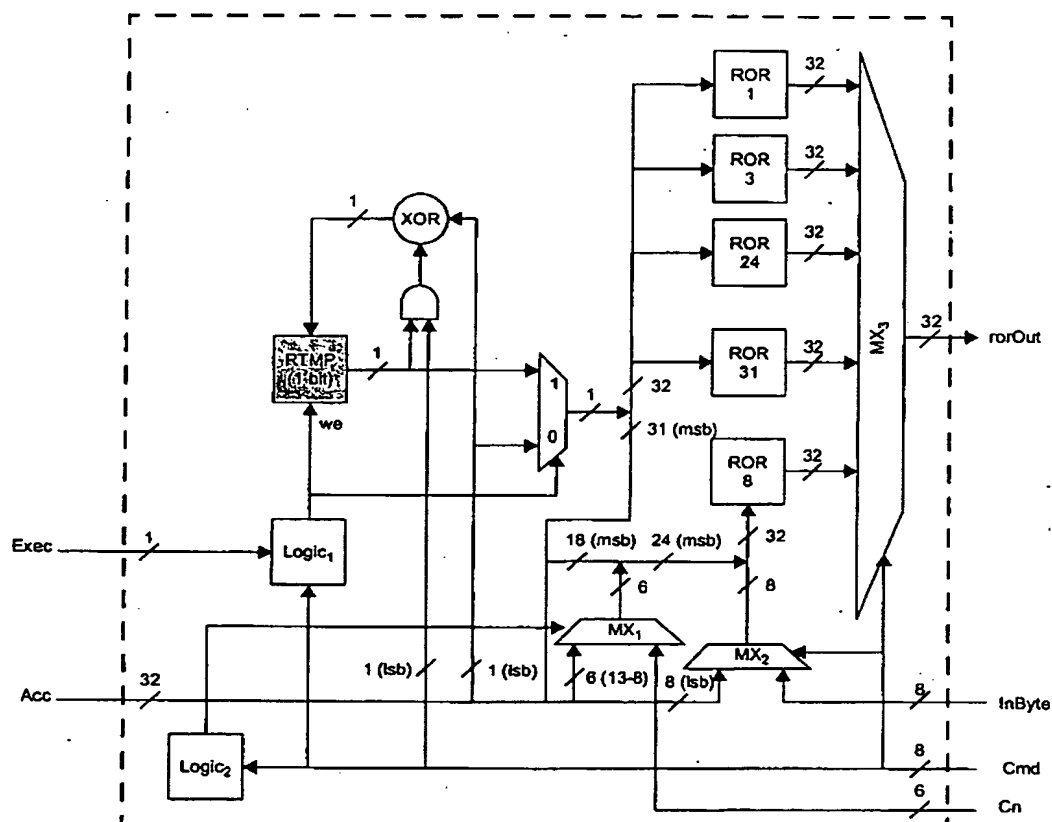 32
ROR
1
32
ROR
3
1
XOR
32
ROR
24
RTMP
(1-bit)
1
we
1
0
1
32
31 (msb)
ROR
31
32
MX3
32
rorOut
ROR
8
32
Exec
1
Logic1
18 (msb)
24 (msb)
32
6
8
MX1
MX2
1 (lsb)
1 (lsb)
6 (13-8)
8 (lsb)
Acc
32
8
InByte
Logic2
8
Cmd
6
Cn